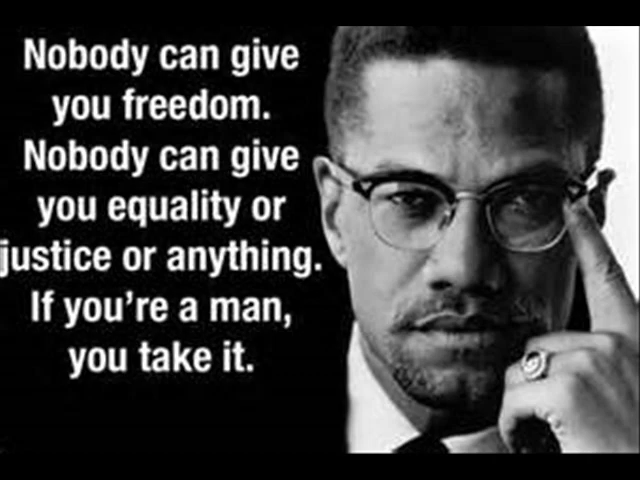 Nobody can give
you freedom.
Nobody can give
you equality or
justice or anything.
If you're a man,
you take it.